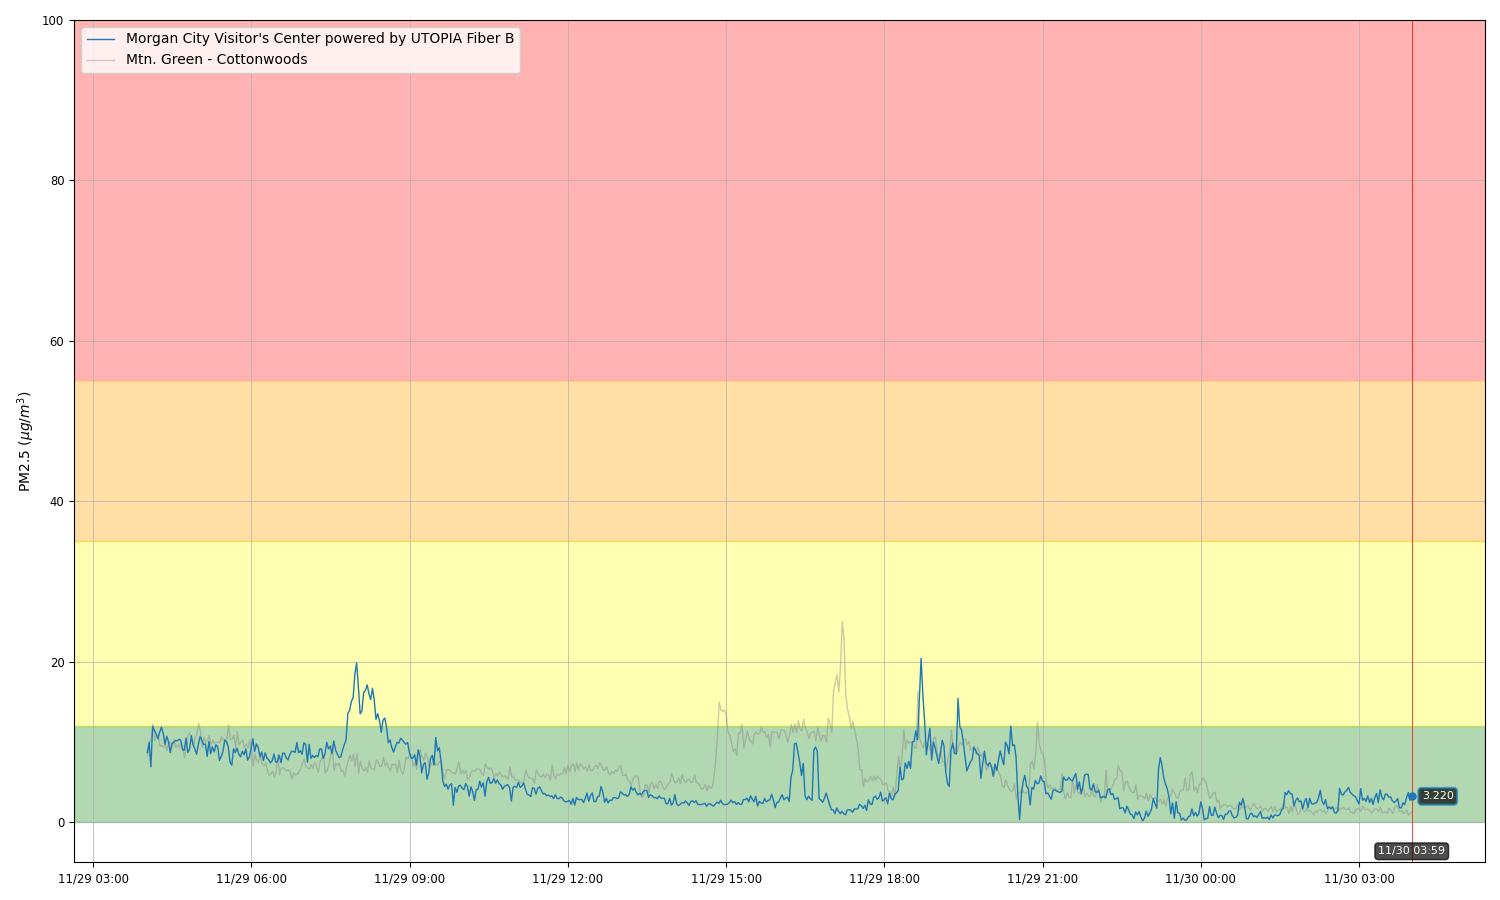 100
Morgan City Visitor's Center powered by UTOPIA Fiber B
Mtn. Green - Cottonwoods
80
60
40
20
0
PM2.5 (μg/m³)
3.220
11/30 03:59
11/29 03:00 11/29 06:00 11/29 09:00 11/29 12:00 11/29 15:00 11/29 18:00 11/29 21:00 11/30 00:00 11/30 03:00